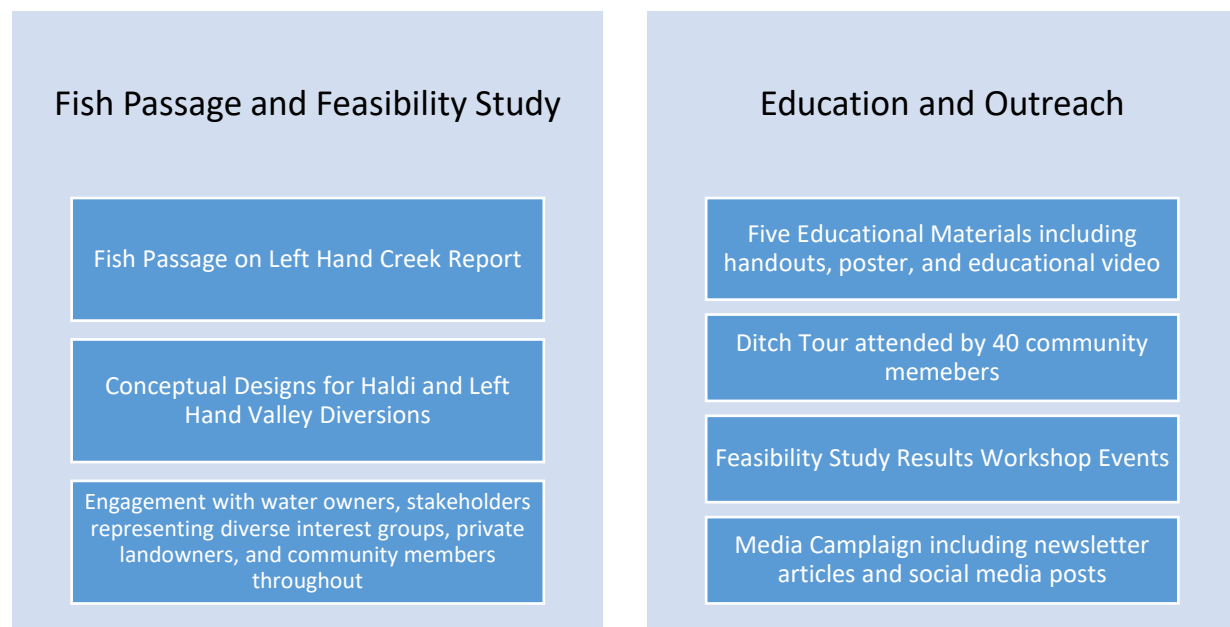 Fish Passage and Feasibility Study
Fish Passage on Left Hand Creek Report
Conceptual Designs for Haldi and Left
Hand Valley Diversions
Engagement with water owners, stakeholders
representing diverse interest groups, private
landowners, and community members
throughout
Education and Outreach
Five Educational Materials including
handouts, poster, and educational video
Ditch Tour attended by 40 community
memebers
Feasibility Study Results Workshop Events
Media Camplaign including newsletter
articles and social media posts